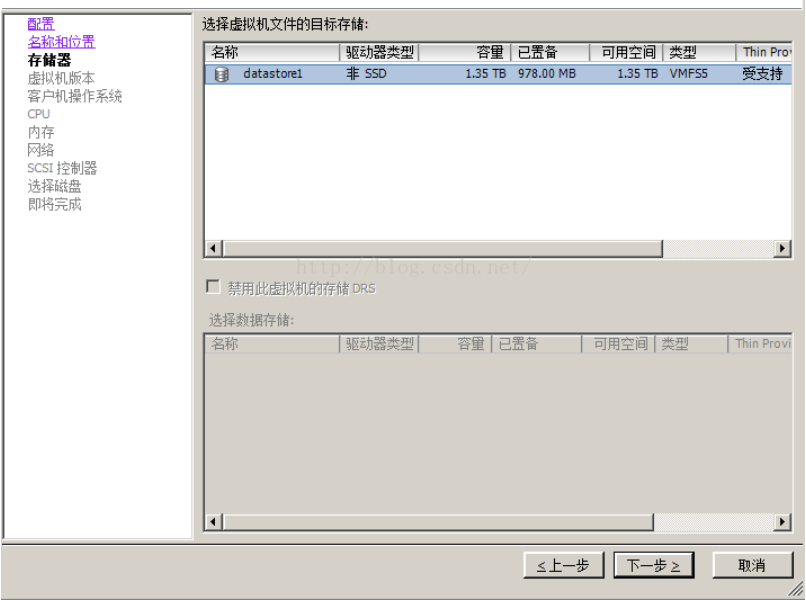 配置
名称和位置
存储器
虚拟机版本
客户机操作系统
CPU
内存
网络
SCSI 控制器
选择磁盘
即将完成
选择虚拟机文件的目标存储:
名称 驱动器类型 容量 已置备 可用空间 类型 Thin Pro
datastore1 非 SSD 1.35 TB 978.00 MB 1.35 TB VMFS5 受支持
http://blog.csdn.net/
禁用此虚拟机的存储 DRS
选择数据存储:
名称 驱动器类型 容量 已置备 可用空间 类型 Thin Provi
≤上一步 下一步≥ 取消